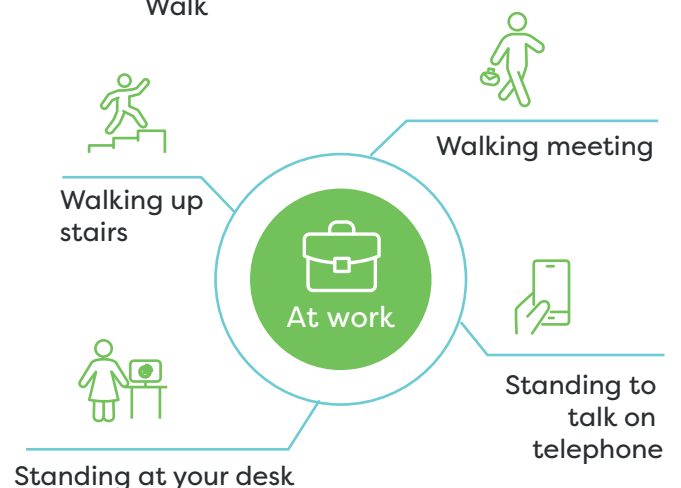 Walk
Walking meeting
Walking up
stairs
At work
Standing to
talk on
telephone
Standing at your desk